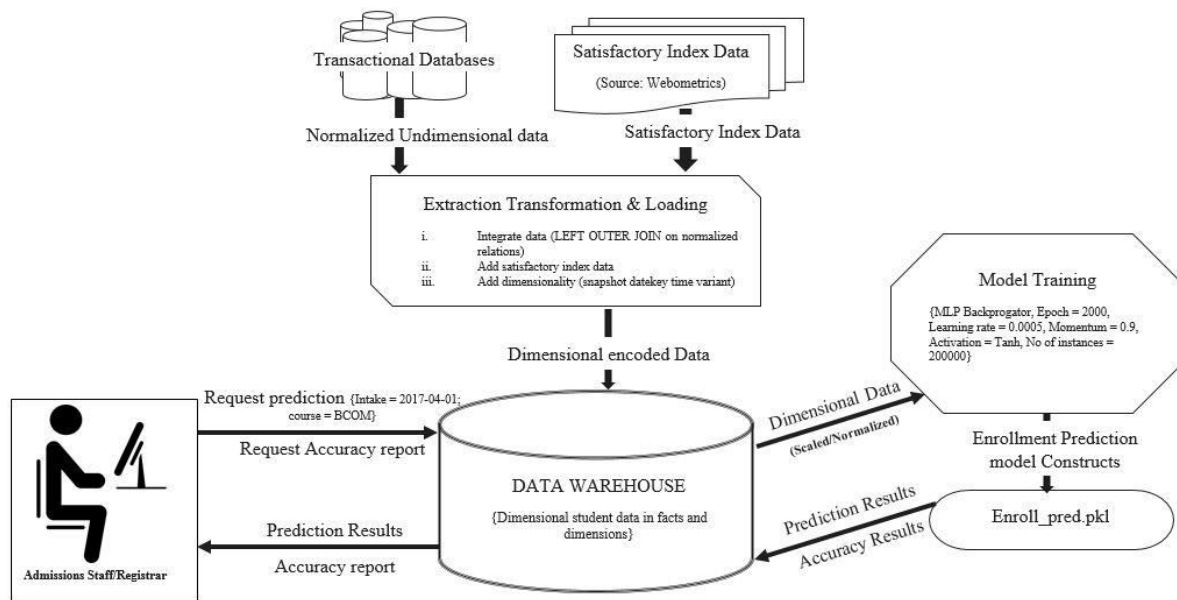 Transactional Databases
Satisfactory Index Data
(Source: Webometrics)
Normalized Undimensional data
Satisfactory Index Data
Extraction Transformation & Loading
i. Integrate data (LEFT OUTER JOIN on normalized
relations)
ii. Add satisfactory index data
iii. Add dimensionality (snapshot datekey time variant)
Model Training
{MLP Backprogator, Epoch = 2000,
Learning rate = 0.0005, Momentum = 0.9,
Activation = Tanh, No of instances =
200000}
Dimensional encoded Data
Request prediction {Intake = 2017-04-01;
course = BCOM}
Request Accuracy report
Dimensional Data
(Scaled/Normalized)
Enrollment Prediction
model Constructs
DATA WAREHOUSE
{Dimensional student data in facts and
dimensions}
Prediction Results
Accuracy Results
Enroll_pred.pkl
Prediction Results
Accuracy report
Admissions Staff/Registrar